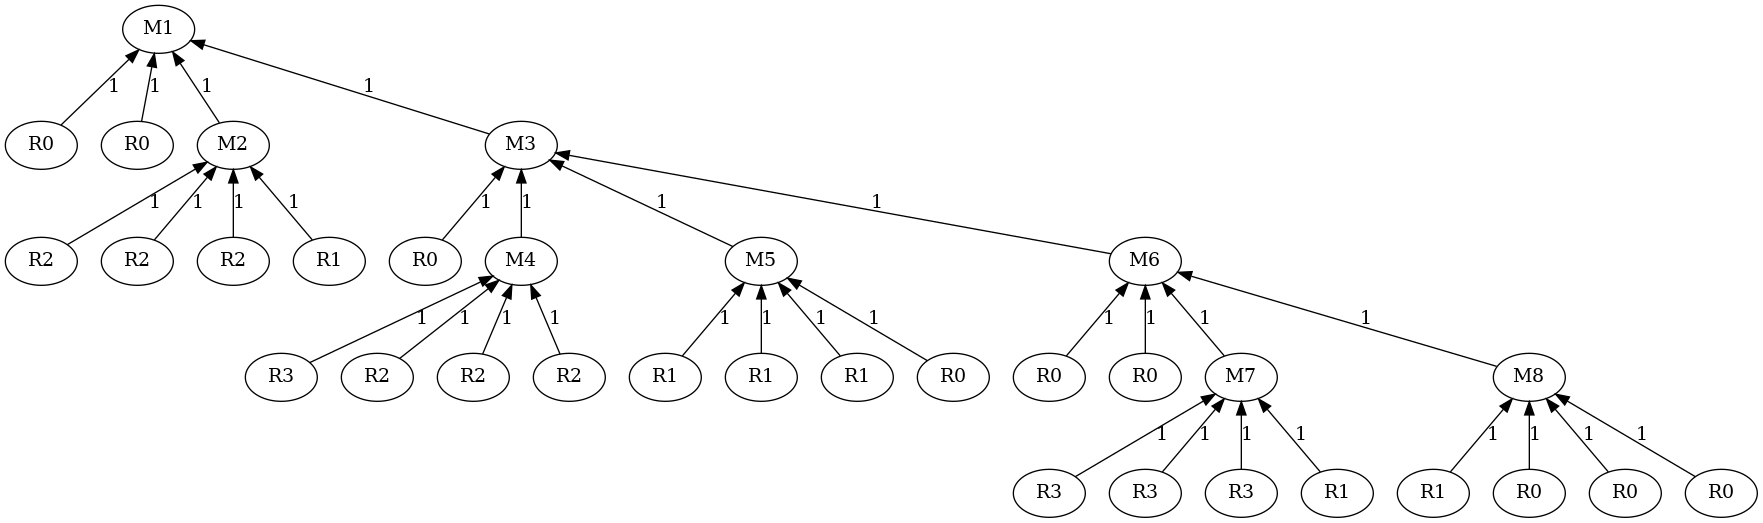 M1
1 1 1 1
R0 R0 M2 M3
1 1 1 1 1 1 1 1
R2 R2 R2 R1 R0 M4 M5 M6
1 1 1 1 1 1 1 1 1 1 1 1
R3 R2 R2 R2 R1 R1 R1 R0 R0 R0 M7 M8
1 1 1 1 1 1 1 1
R3 R3 R3 R1 R1 R0 R0 R0